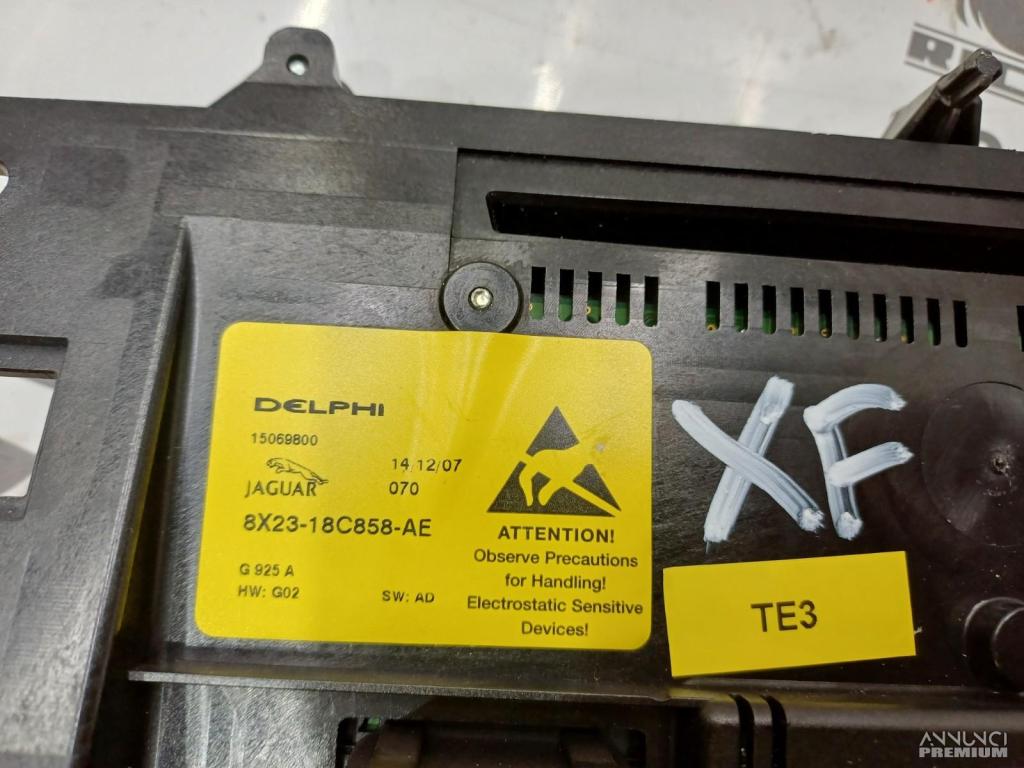 DELPHI
15069800
14/12/07
JAGUAR
070
8X23-18C858-AE
G 925 A
HW: G02
SW: AD
ATTENTION!
Observe Precautions
for Handling!
Electrostatic Sensitive
Devices!
XF
TE3
ANNUNCI
PREMIUM